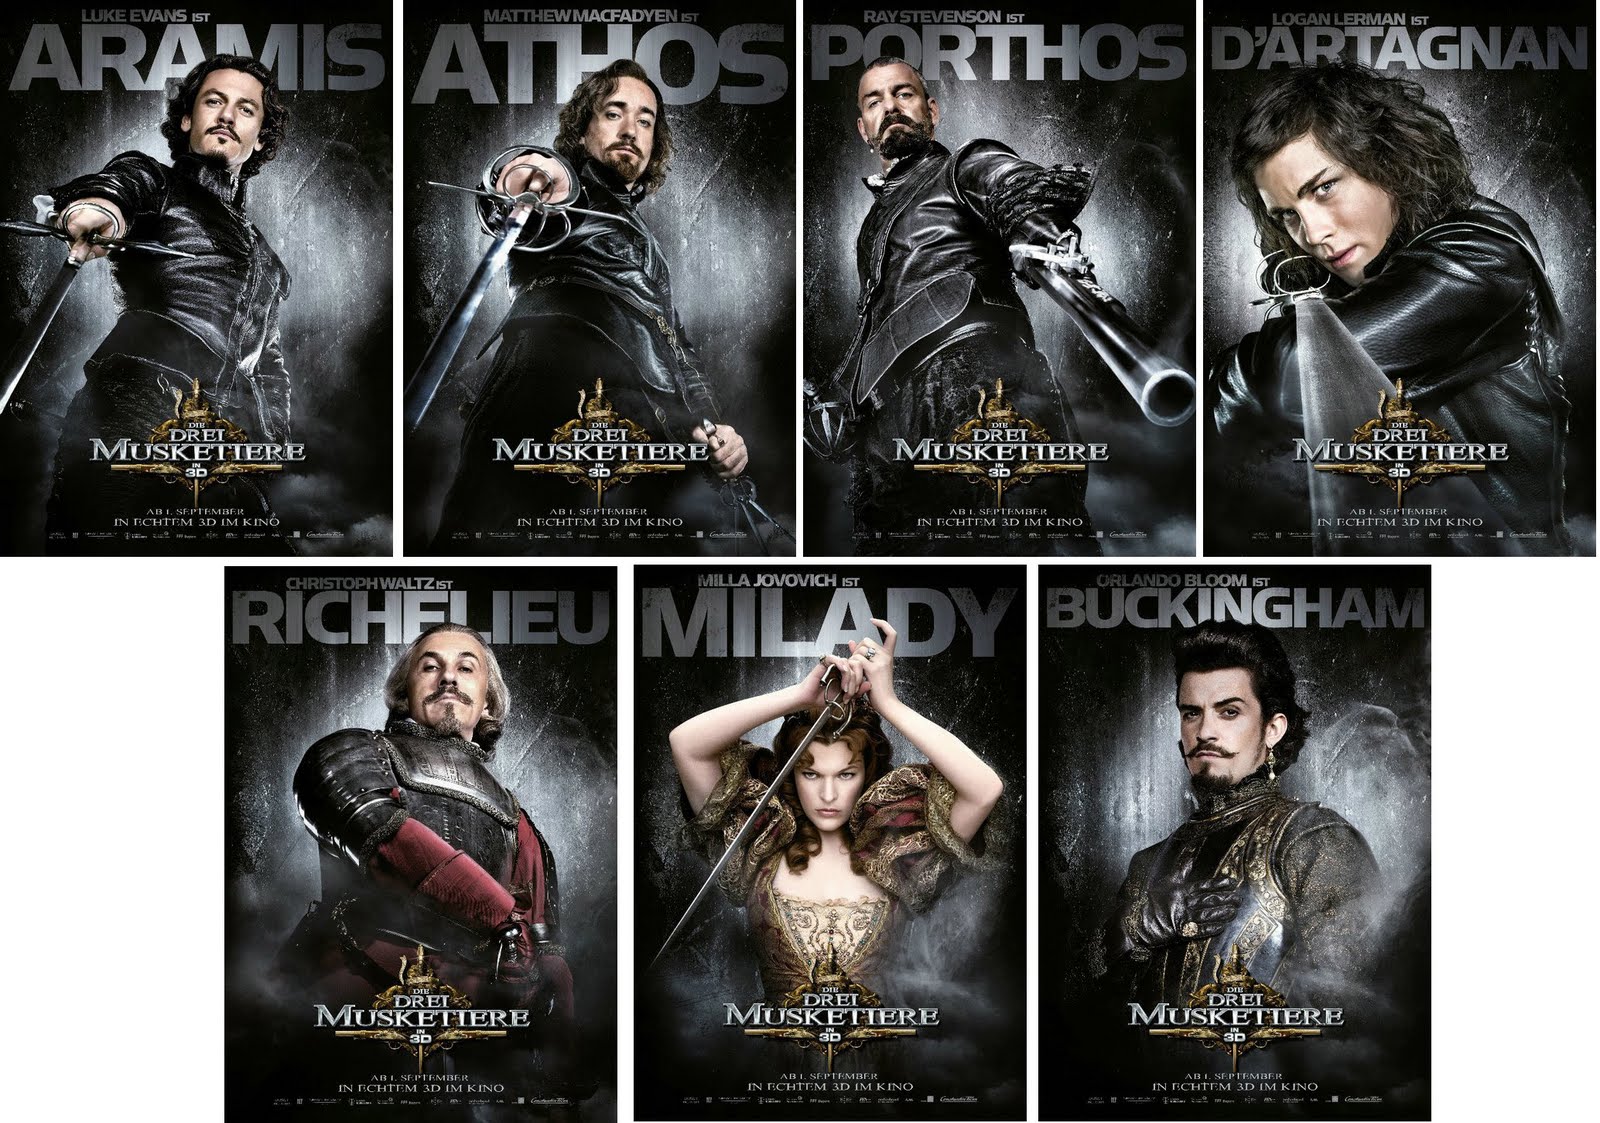 LUKE EVANS IST
ARAMIS
DIE
DREI
MUSKETIERE
IN
3D
AB 1. SEPTEMBER
IN ECHTEM 3D IM KINO
MATTHEW MACFADYEN IST
ATHOS
DIE
DREI
MUSKETIERE
IN
3D
AB 1. SEPTEMBER
IN ECHTEM 3D IM KINO
RAY STEVENSON IST
PORTHOS
DIE
DREI
MUSKETIERE
IN
3D
AB 1. SEPTEMBER
IN ECHTEM 3D IM KINO
LOGAN LERMAN IST
D'ARTAGNAN
DIE
DREI
MUSKETIERE
IN
3D
AB 1. SEPTEMBER
IN ECHTEM 3D IM KINO
CHRISTOPH WALTZ IST
RICHELIEU
DIE
DREI
MUSKETIERE
IN
3D
AB 1. SEPTEMBER
IN ECHTEM 3D IM KINO
MILLA JOVOVICH IST
MILADY
DIE
DREI
MUSKETIERE
IN
3D
AB 1. SEPTEMBER
IN ECHTEM 3D IM KINO
ORLANDO BLOOM IST
BUCKINGHAM
DIE
DREI
MUSKETIERE
IN
3D
AB 1. SEPTEMBER
IN ECHTEM 3D IM KINO